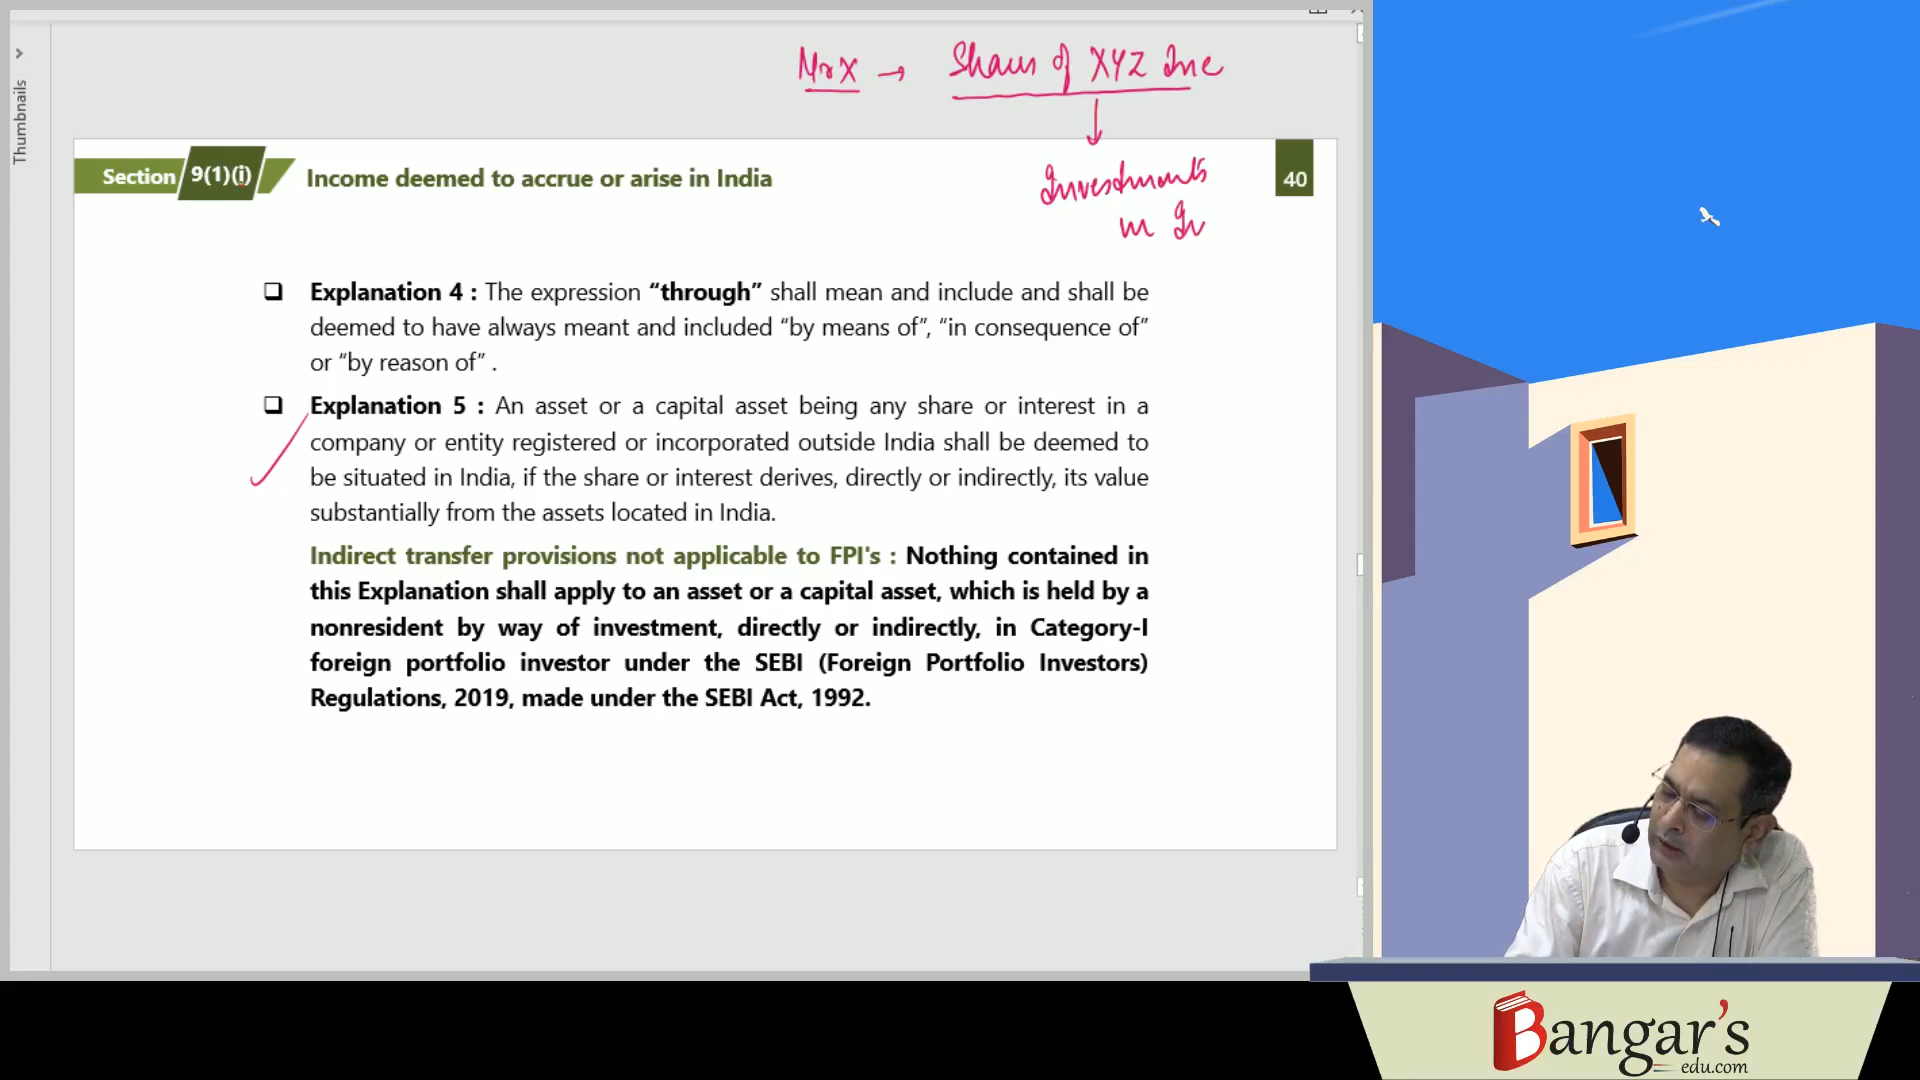 Thumbnails
Mr X → Shares of XYZ Inc
Investments
in In
Section 9(1)(i) Income deemed to accrue or arise in India 40
Explanation 4 : The expression “through” shall mean and include and shall be
deemed to have always meant and included “by means of”, “in consequence of”
or “by reason of” .
Explanation 5 : An asset or a capital asset being any share or interest in a
company or entity registered or incorporated outside India shall be deemed to
be situated in India, if the share or interest derives, directly or indirectly, its value
substantially from the assets located in India.
Indirect transfer provisions not applicable to FPI's : Nothing contained in
this Explanation shall apply to an asset or a capital asset, which is held by a
nonresident by way of investment, directly or indirectly, in Category-I
foreign portfolio investor under the SEBI (Foreign Portfolio Investors)
Regulations, 2019, made under the SEBI Act, 1992.
Bangar's
edu.com